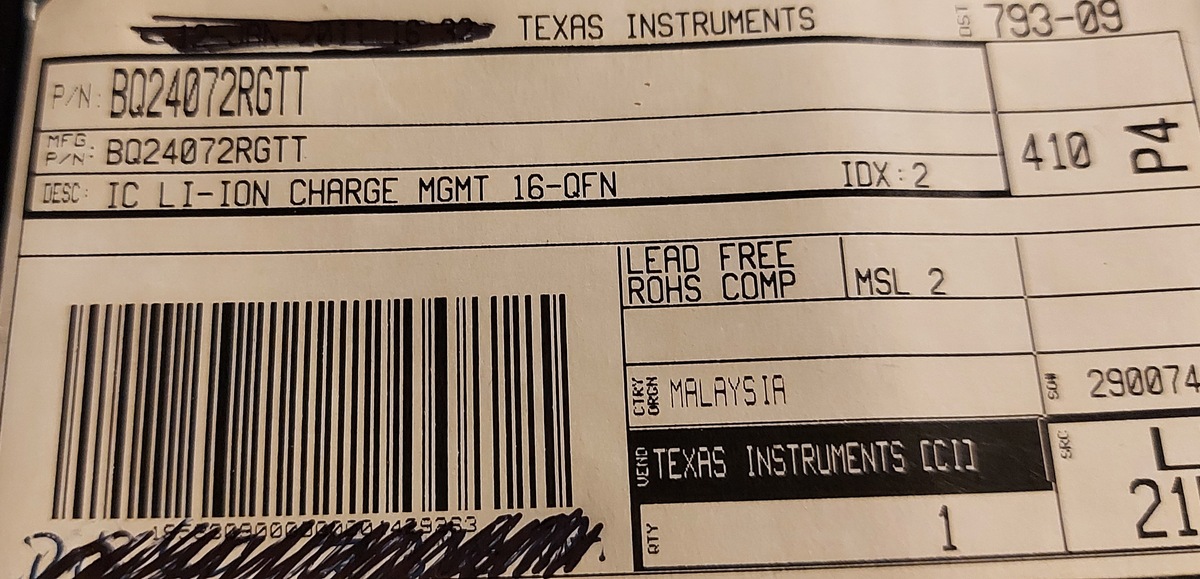 TEXAS INSTRUMENTS
DST 793-09
P/N: BQ24072RGTT
MFG. P/N: BQ24072RGTT
410 P4
DESC: IC LI-ION CHARGE MGMT 16-QFN IDX:2
LEAD FREE
ROHS COMP
MSL 2
CTRY ORGN MALAYSIA
290074
VEND TEXAS INSTRUMENTS [CI]
SRC L
QTY 1
21